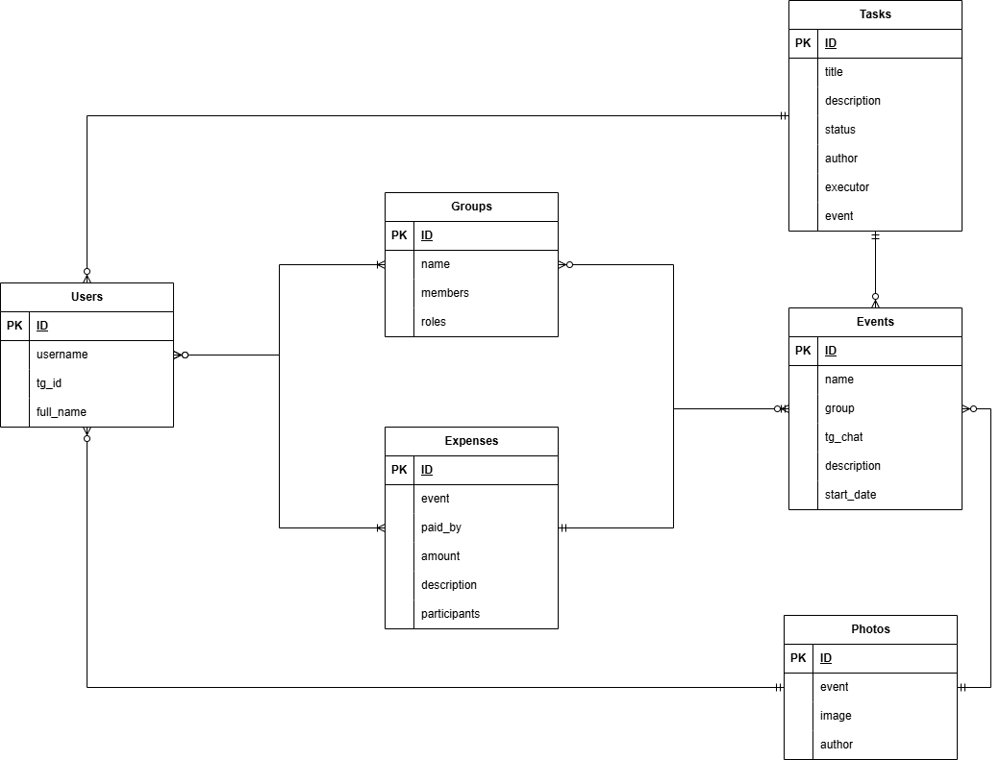 Tasks
PK ID
title
description
status
author
executor
event
Groups
PK ID
name
members
roles
Users
PK ID
username
tg_id
full_name
Events
PK ID
name
group
tg_chat
description
start_date
Expenses
PK ID
event
paid_by
amount
description
participants
Photos
PK ID
event
image
author